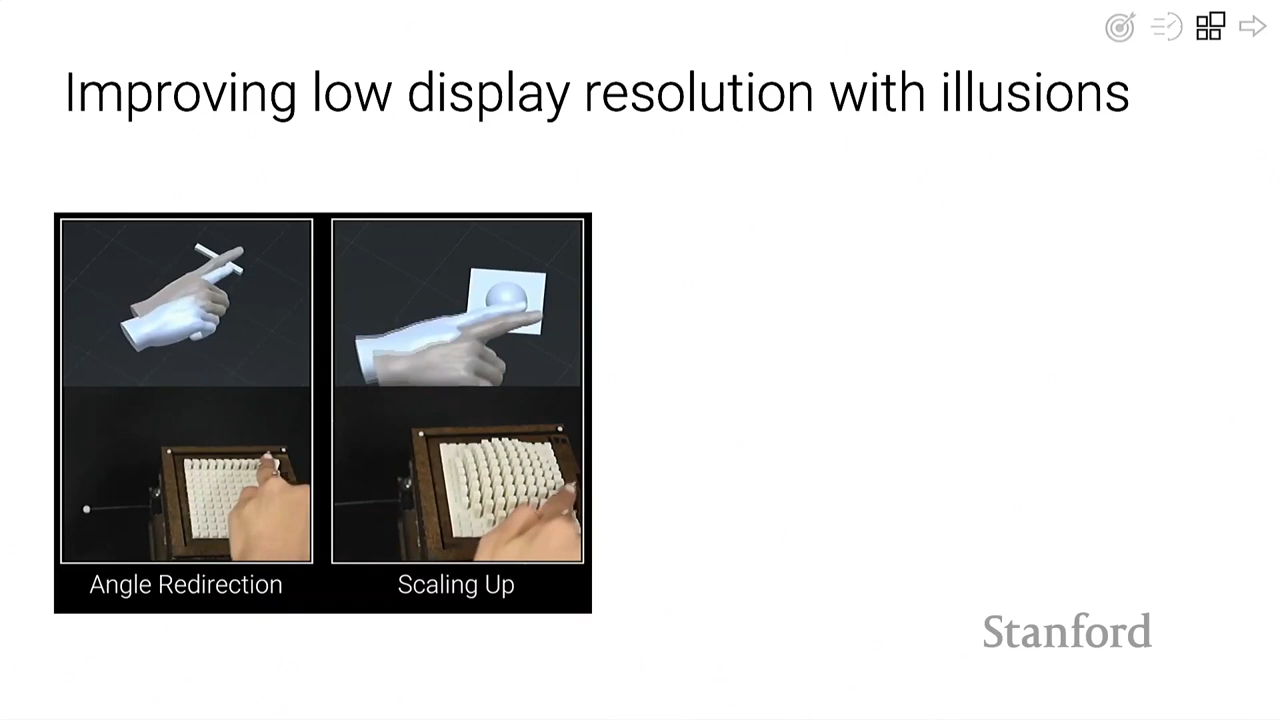 Improving low display resolution with illusions
Angle Redirection
Scaling Up
Stanford